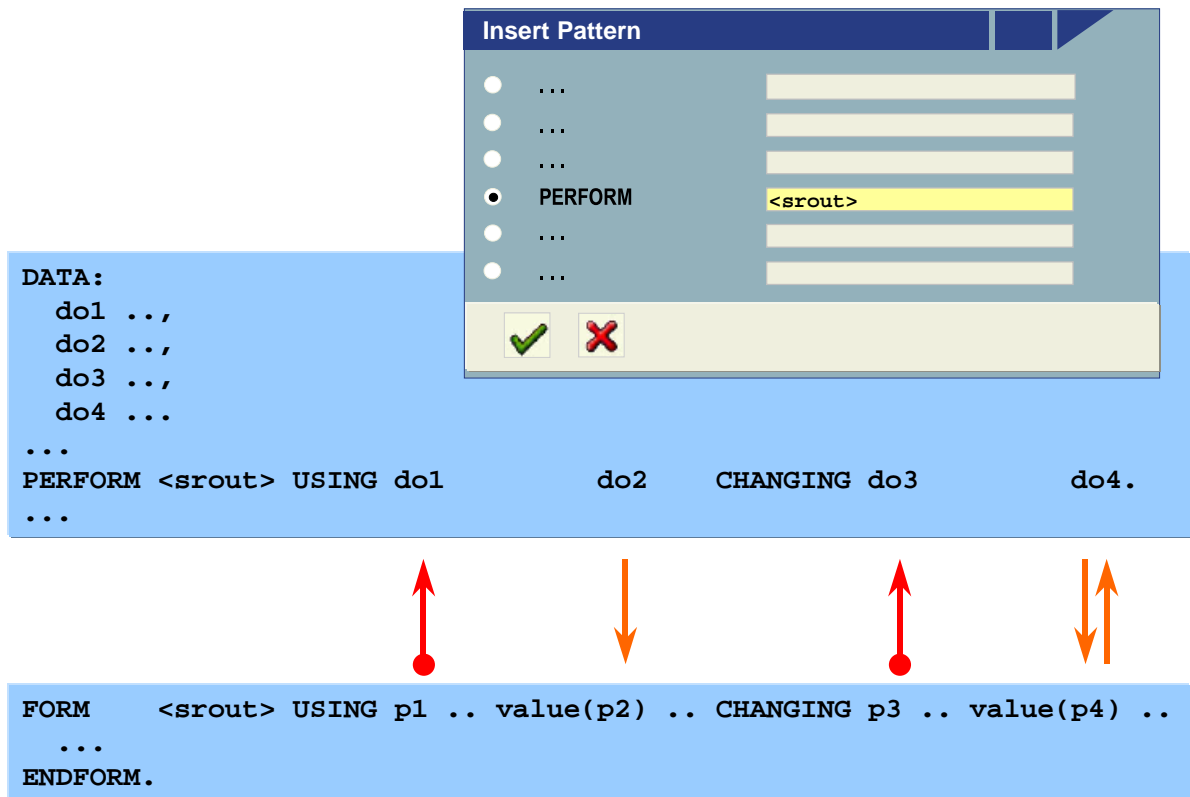 Insert Pattern
...
...
...
PERFORM <srout>
...
...
DATA:
do1 ..,
do2 ..,
do3 ..,
do4 ...
...
PERFORM <srout> USING do1 do2 CHANGING do3 do4.
...
FORM <srout> USING p1 .. value(p2) .. CHANGING p3 .. value(p4) ..
...
ENDFORM.